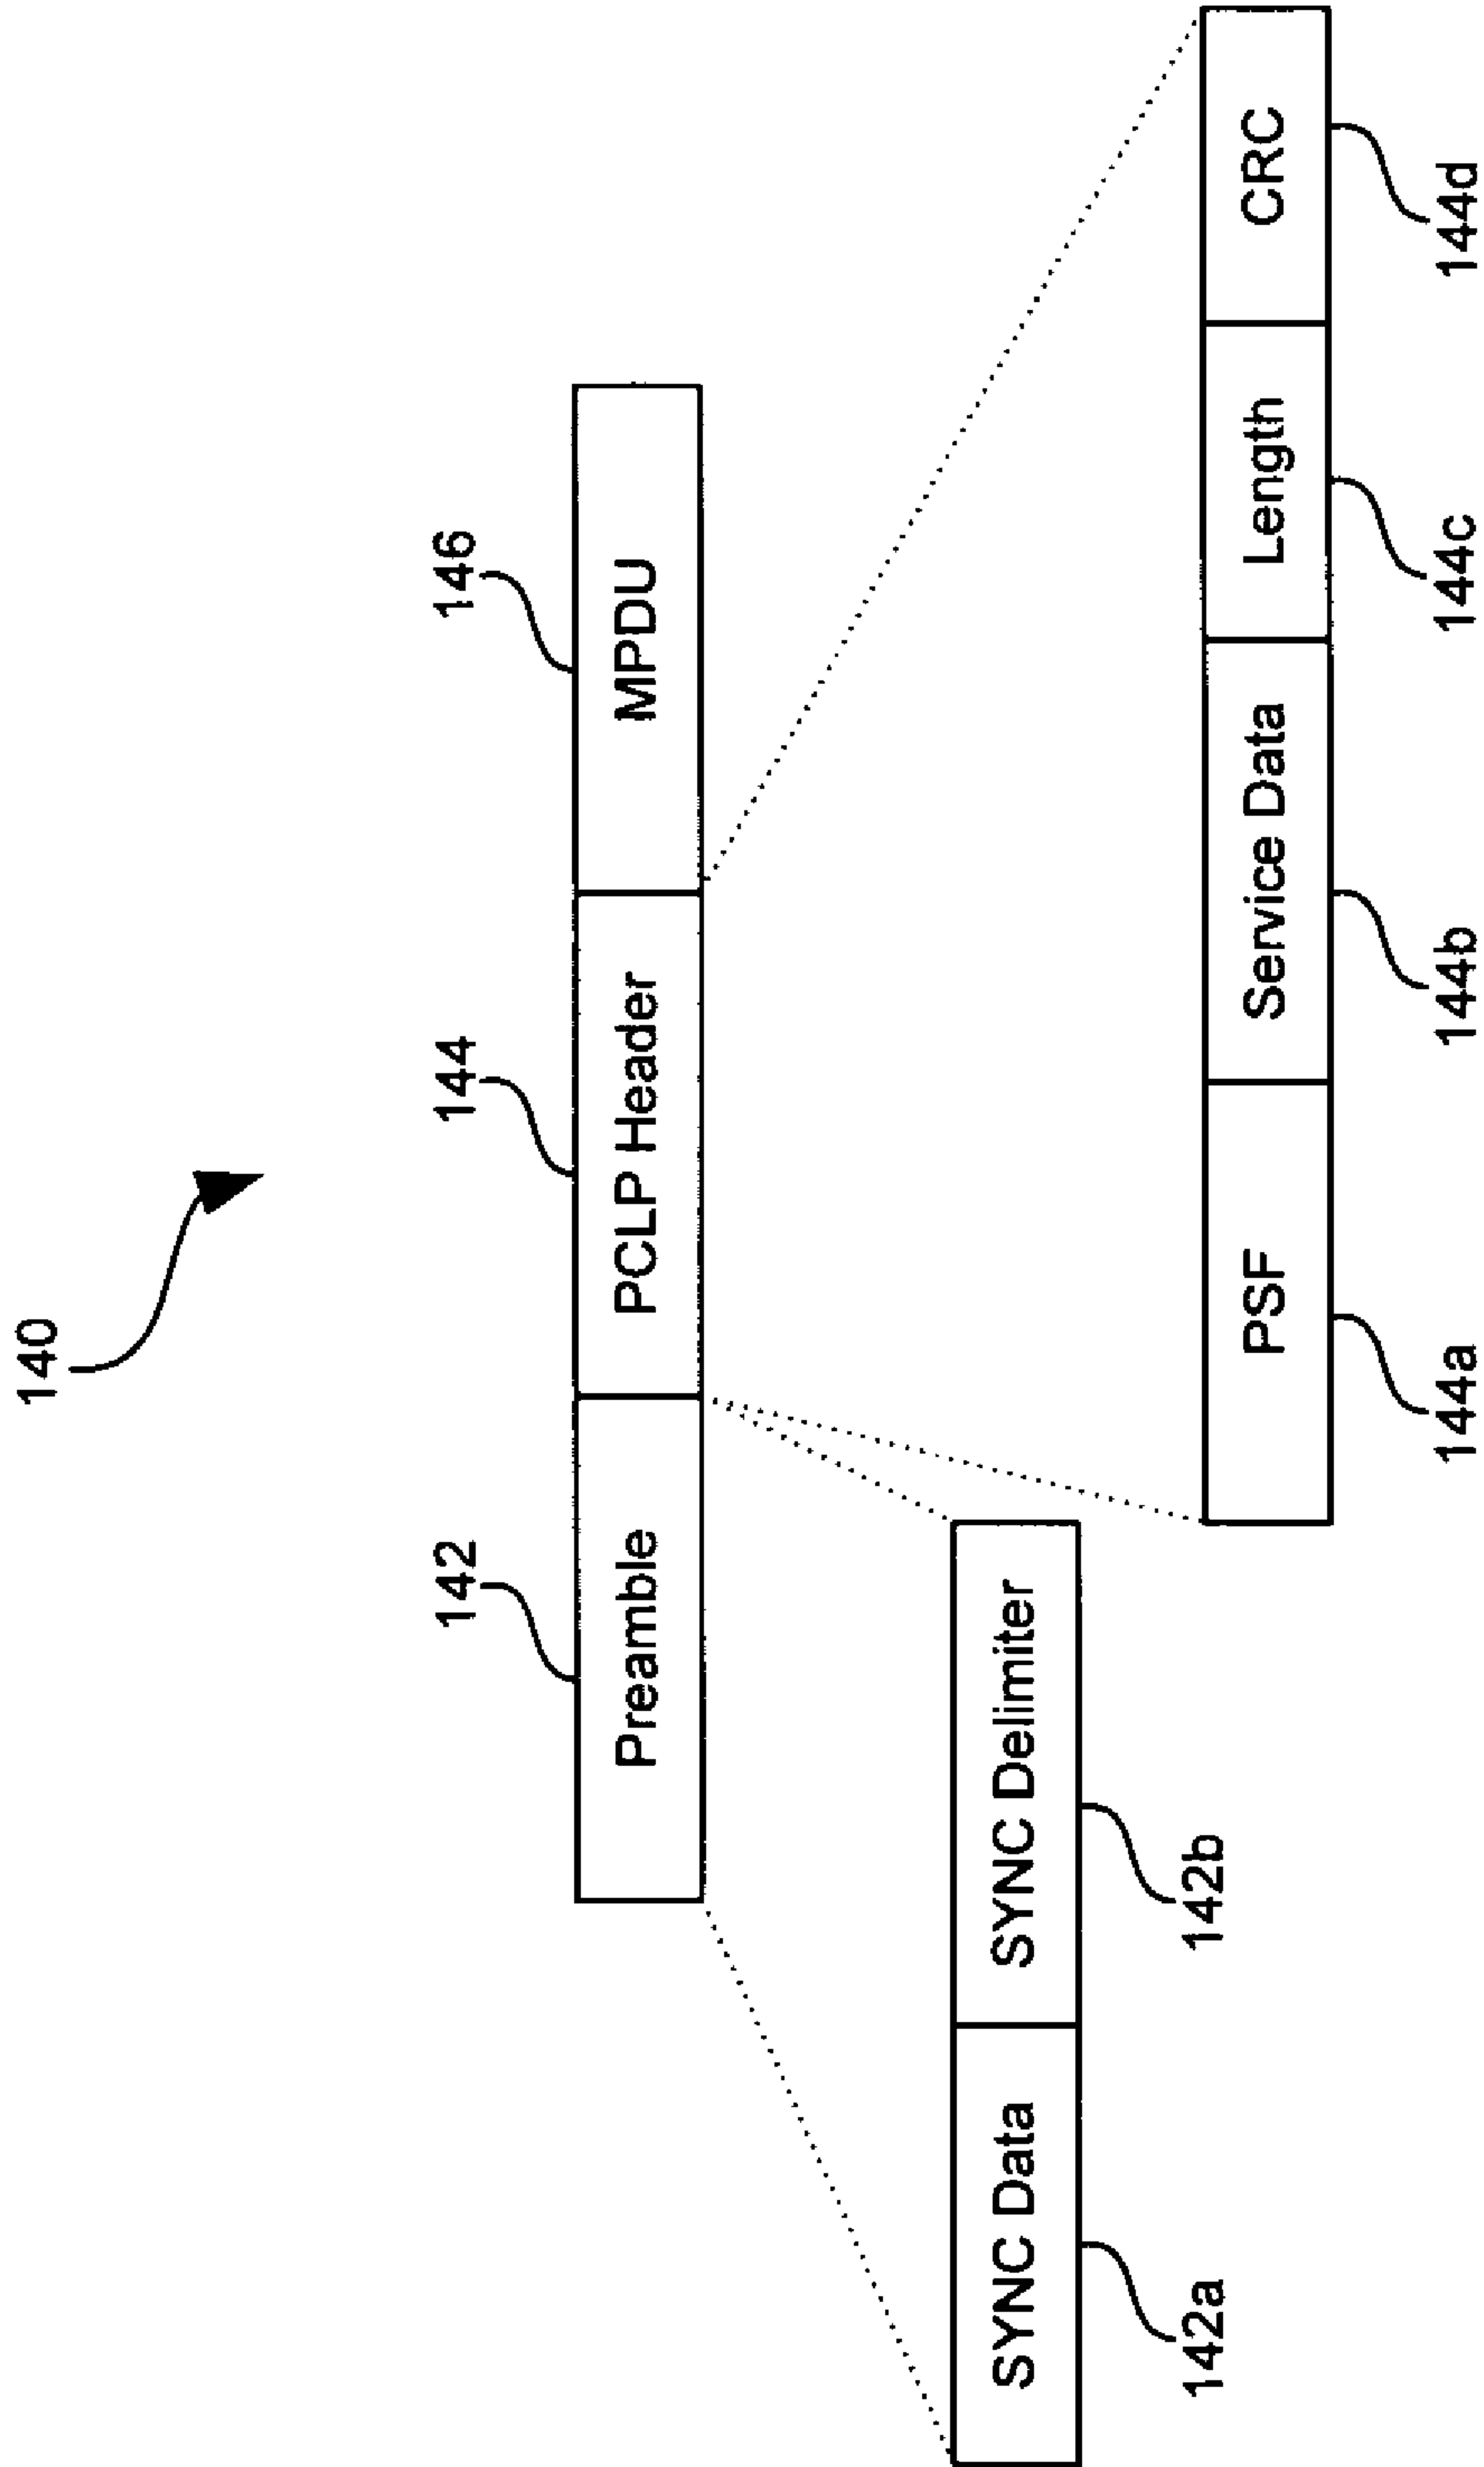 140
142
144
146
Preamble
PCLP Header
MPDU
SYNC Data
SYNC Delimiter
142a
142b
PSF
Service Data
Length
CRC
144a
144b
144c
144d